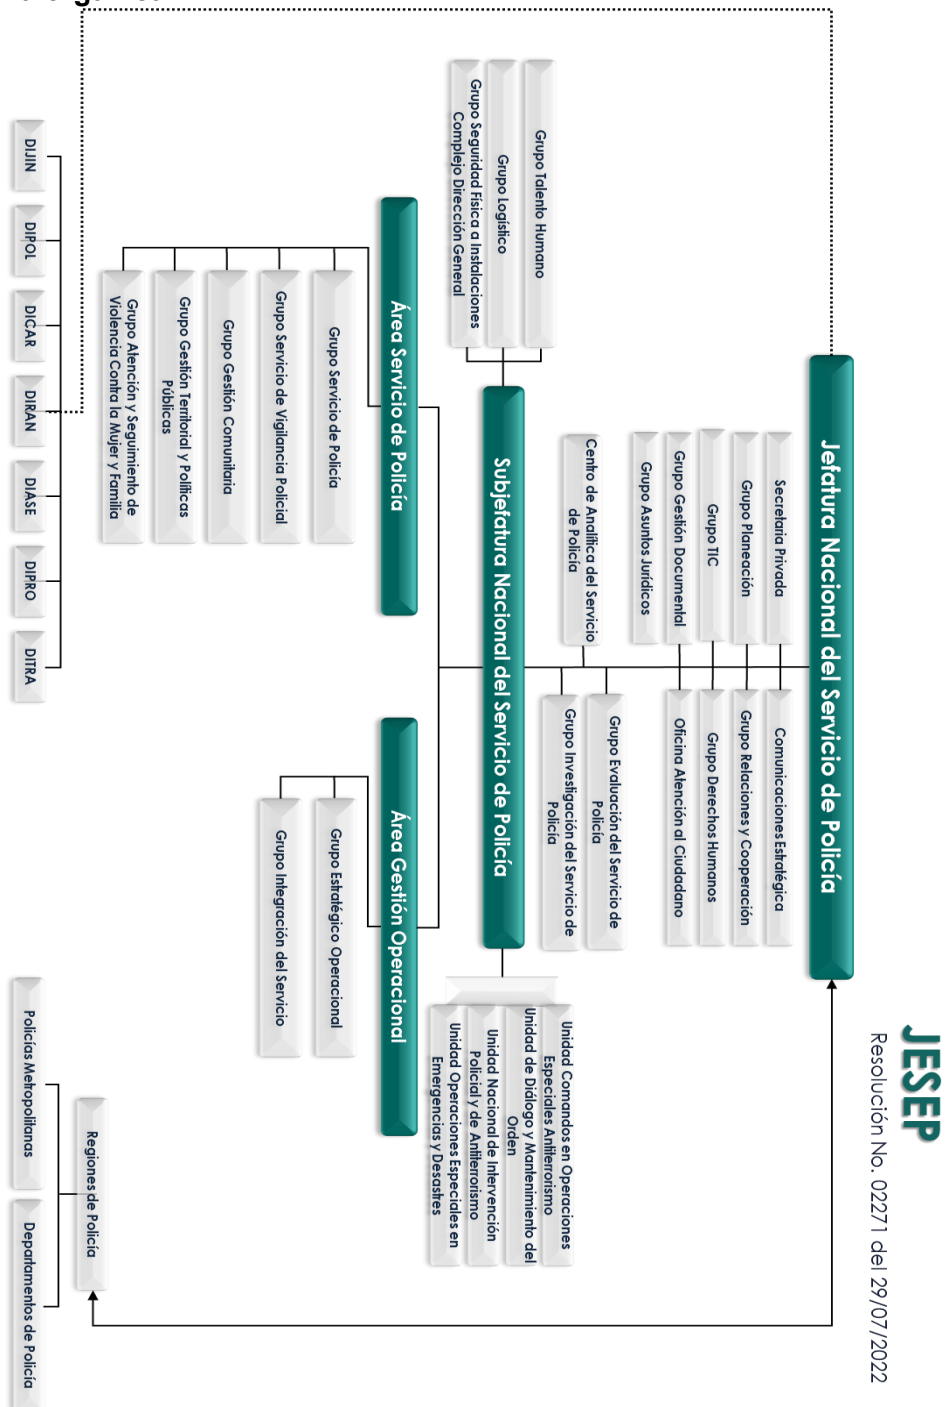 JESEP
Resolución No. 02271 del 29/07/2022
Jefatura Nacional del Servicio de Policía
Secretaria Privada
Comunicaciones Estratégica
Grupo Planeación
Grupo Relaciones y Cooperación
Grupo TIC
Grupo Derechos Humanos
Grupo Gestión Documental
Oficina Atención al Ciudadano
Grupo Asuntos Jurídicos
Centro de Analítica del Servicio
de Policía
Grupo Evaluación del Servicio de
Policía
Grupo Investigación del Servicio de
Policía
Grupo Talento Humano
Grupo Logístico
Grupo Seguridad Física a Instalaciones
Complejo Dirección General
Subjefatura Nacional del Servicio de Policía
Unidad Comandos en Operaciones
Especiales Antiterrorismo
Unidad de Diálogo y Mantenimiento del
Orden
Unidad Nacional de Intervención
Policial y de Antiterrorismo
Unidad Operaciones Especiales en
Emergencias y Desastres
Área Servicio de Policía
Grupo Servicio de Policía
Grupo Servicio de Vigilancia Policial
Grupo Gestión Comunitaria
Grupo Gestión Territorial y Políticas
Públicas
Grupo Atención y Seguimiento de
Violencia Contra la Mujer y Familia
Área Gestión Operacional
Grupo Estratégico Operacional
Grupo Integración del Servicio
Regiones de Policía
DIJIN
DIPOL
DICAR
DIRAN
DIASE
DIPRO
DITRA
Policías Metropolitanas
Departamentos de Policía